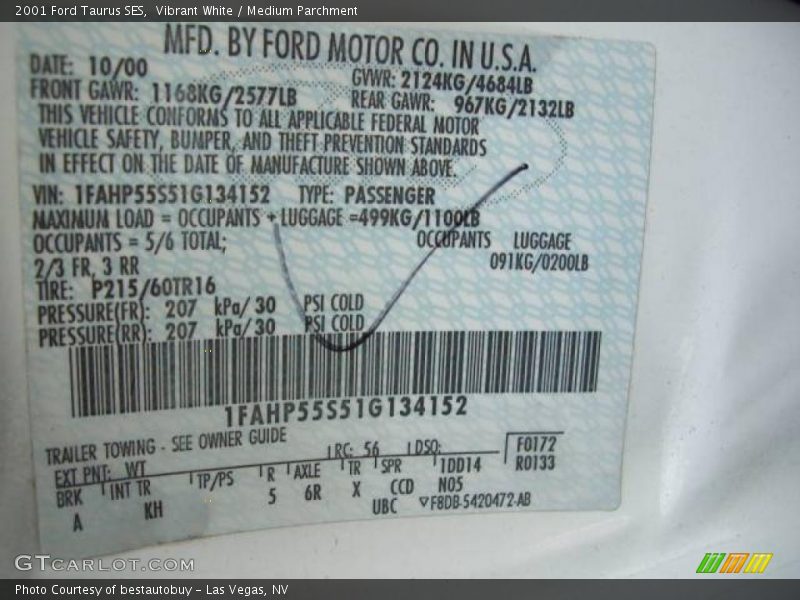 2001 Ford Taurus SES, Vibrant White / Medium Parchment
MFD. BY FORD MOTOR CO. IN U.S.A.
DATE: 10/00 GVWR: 2124KG/4684LB
FRONT GAWR: 1168KG/2577LB REAR GAWR: 967KG/2132LB
THIS VEHICLE CONFORMS TO ALL APPLICABLE FEDERAL MOTOR
VEHICLE SAFETY, BUMPER, AND THEFT PREVENTION STANDARDS
IN EFFECT ON THE DATE OF MANUFACTURE SHOWN ABOVE.
VIN: 1FAHP55S51G134152 TYPE: PASSENGER
MAXIMUM LOAD = OCCUPANTS + LUGGAGE =499KG/1100LB
OCCUPANTS = 5/6 TOTAL; OCCUPANTS LUGGAGE
2/3 FR, 3 RR 091KG/0200LB
TIRE: P215/60TR16
PRESSURE(FR): 207 kPa/ 30 PSI COLD
PRESSURE(RR): 207 kPa/ 30 PSI COLD
1FAHP55S51G134152
TRAILER TOWING - SEE OWNER GUIDE
EXT PNT: WT RC: 56 DSO: F0172
BRK INT TR TP/PS R AXLE TR SPR 1DD14 R0133
A KH 5 6R X CCD N05
UBC ▽F8DB-5420472-AB
GTCARLOT.COM
Photo Courtesy of bestautobuy – Las Vegas, NV